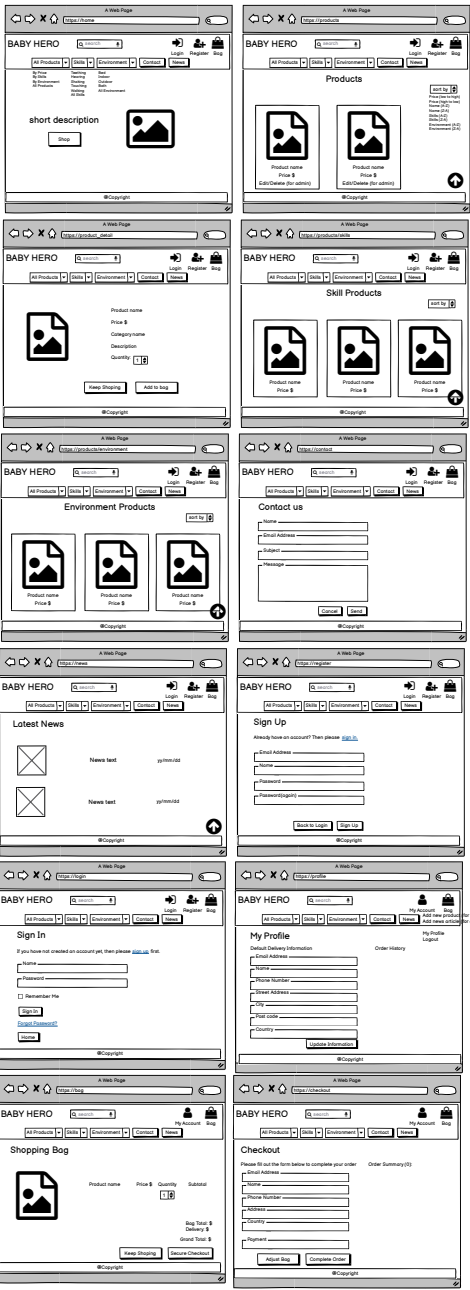 A Web Page
https://home
BABY HERO
search
Login Register Bag
All Products Skills Environment Contact News
By Price Teething Bed
By Skills Hearing Indoor
By Environment Shaking Outdoor
All Products Touching Bath
Walking All Environment
All Skills
short description
Shop
@Copyright
A Web Page
https://products
BABY HERO
search
Login Register Bag
All Products Skills Environment Contact News
Products
sort by
Price (low to high)
Price (high to low)
Name (A-Z)
Name (Z-A)
Skills (A-Z)
Skills (Z-A)
Environment (A-Z)
Environment (Z-A)
Product name Product name
Price $ Price $
Edit/Delete (for admin) Edit/Delete (for admin)
@Copyright
A Web Page
https://product_detail
BABY HERO
search
Login Register Bag
All Products Skills Environment Contact News
Product name
Price $
Category name
Description
Quantity 1
Keep Shoping Add to bag
@Copyright
A Web Page
https://products/skills
BABY HERO
search
Login Register Bag
All Products Skills Environment Contact News
Skill Products
sort by
Product name Product name Product name
Price $ Price $ Price $
@Copyright
A Web Page
https://products/environment
BABY HERO
search
Login Register Bag
All Products Skills Environment Contact News
Environment Products
sort by
Product name Product name Product name
Price $ Price $ Price $
@Copyright
A Web Page
https://contact
BABY HERO
search
Login Register Bag
All Products Skills Environment Contact News
Contact us
Name
Email Address
Subject
Message
Cancel Send
@Copyright
A Web Page
https://news
BABY HERO
search
Login Register Bag
All Products Skills Environment Contact News
Latest News
News text yy/mm/dd
News text yy/mm/dd
@Copyright
A Web Page
https://register
BABY HERO
search
Login Register Bag
All Products Skills Environment Contact News
Sign Up
Already have an account? Then please sign in.
Email Address
Name
Password
Password(again)
Back to Login Sign Up
@Copyright
A Web Page
https://login
BABY HERO
search
Login Register Bag
All Products Skills Environment Contact News
Sign In
If you have not created an account yet, then please sign up first.
Name
Password
Remember Me
Sign In
Forgot Password?
Home
@Copyright
A Web Page
https://profile
BABY HERO
search
My Account Bag
All Products Skills Environment Contact News
Add new product for
Add news article for
My Profile
Logout
My Profile
Default Delivery Information Order History
Email Address
Name
Phone Number
Street Address
City
Post code
Country
Update Information
@Copyright
A Web Page
https://bag
BABY HERO
search
My Account Bag
All Products Skills Environment Contact News
Shopping Bag
Product name Price $ Quantity Subtotal
1
Bag Total: $
Delivery: $
Grand Total: $
Keep Shoping Secure Checkout
@Copyright
A Web Page
https://checkout
BABY HERO
search
My Account Bag
All Products Skills Environment Contact News
Checkout
Please fill out the form below to complete your order Order Summary (0):
Email Address
Name
Phone Number
Address
Country
Payment
Adjust Bag Complete Order
@Copyright